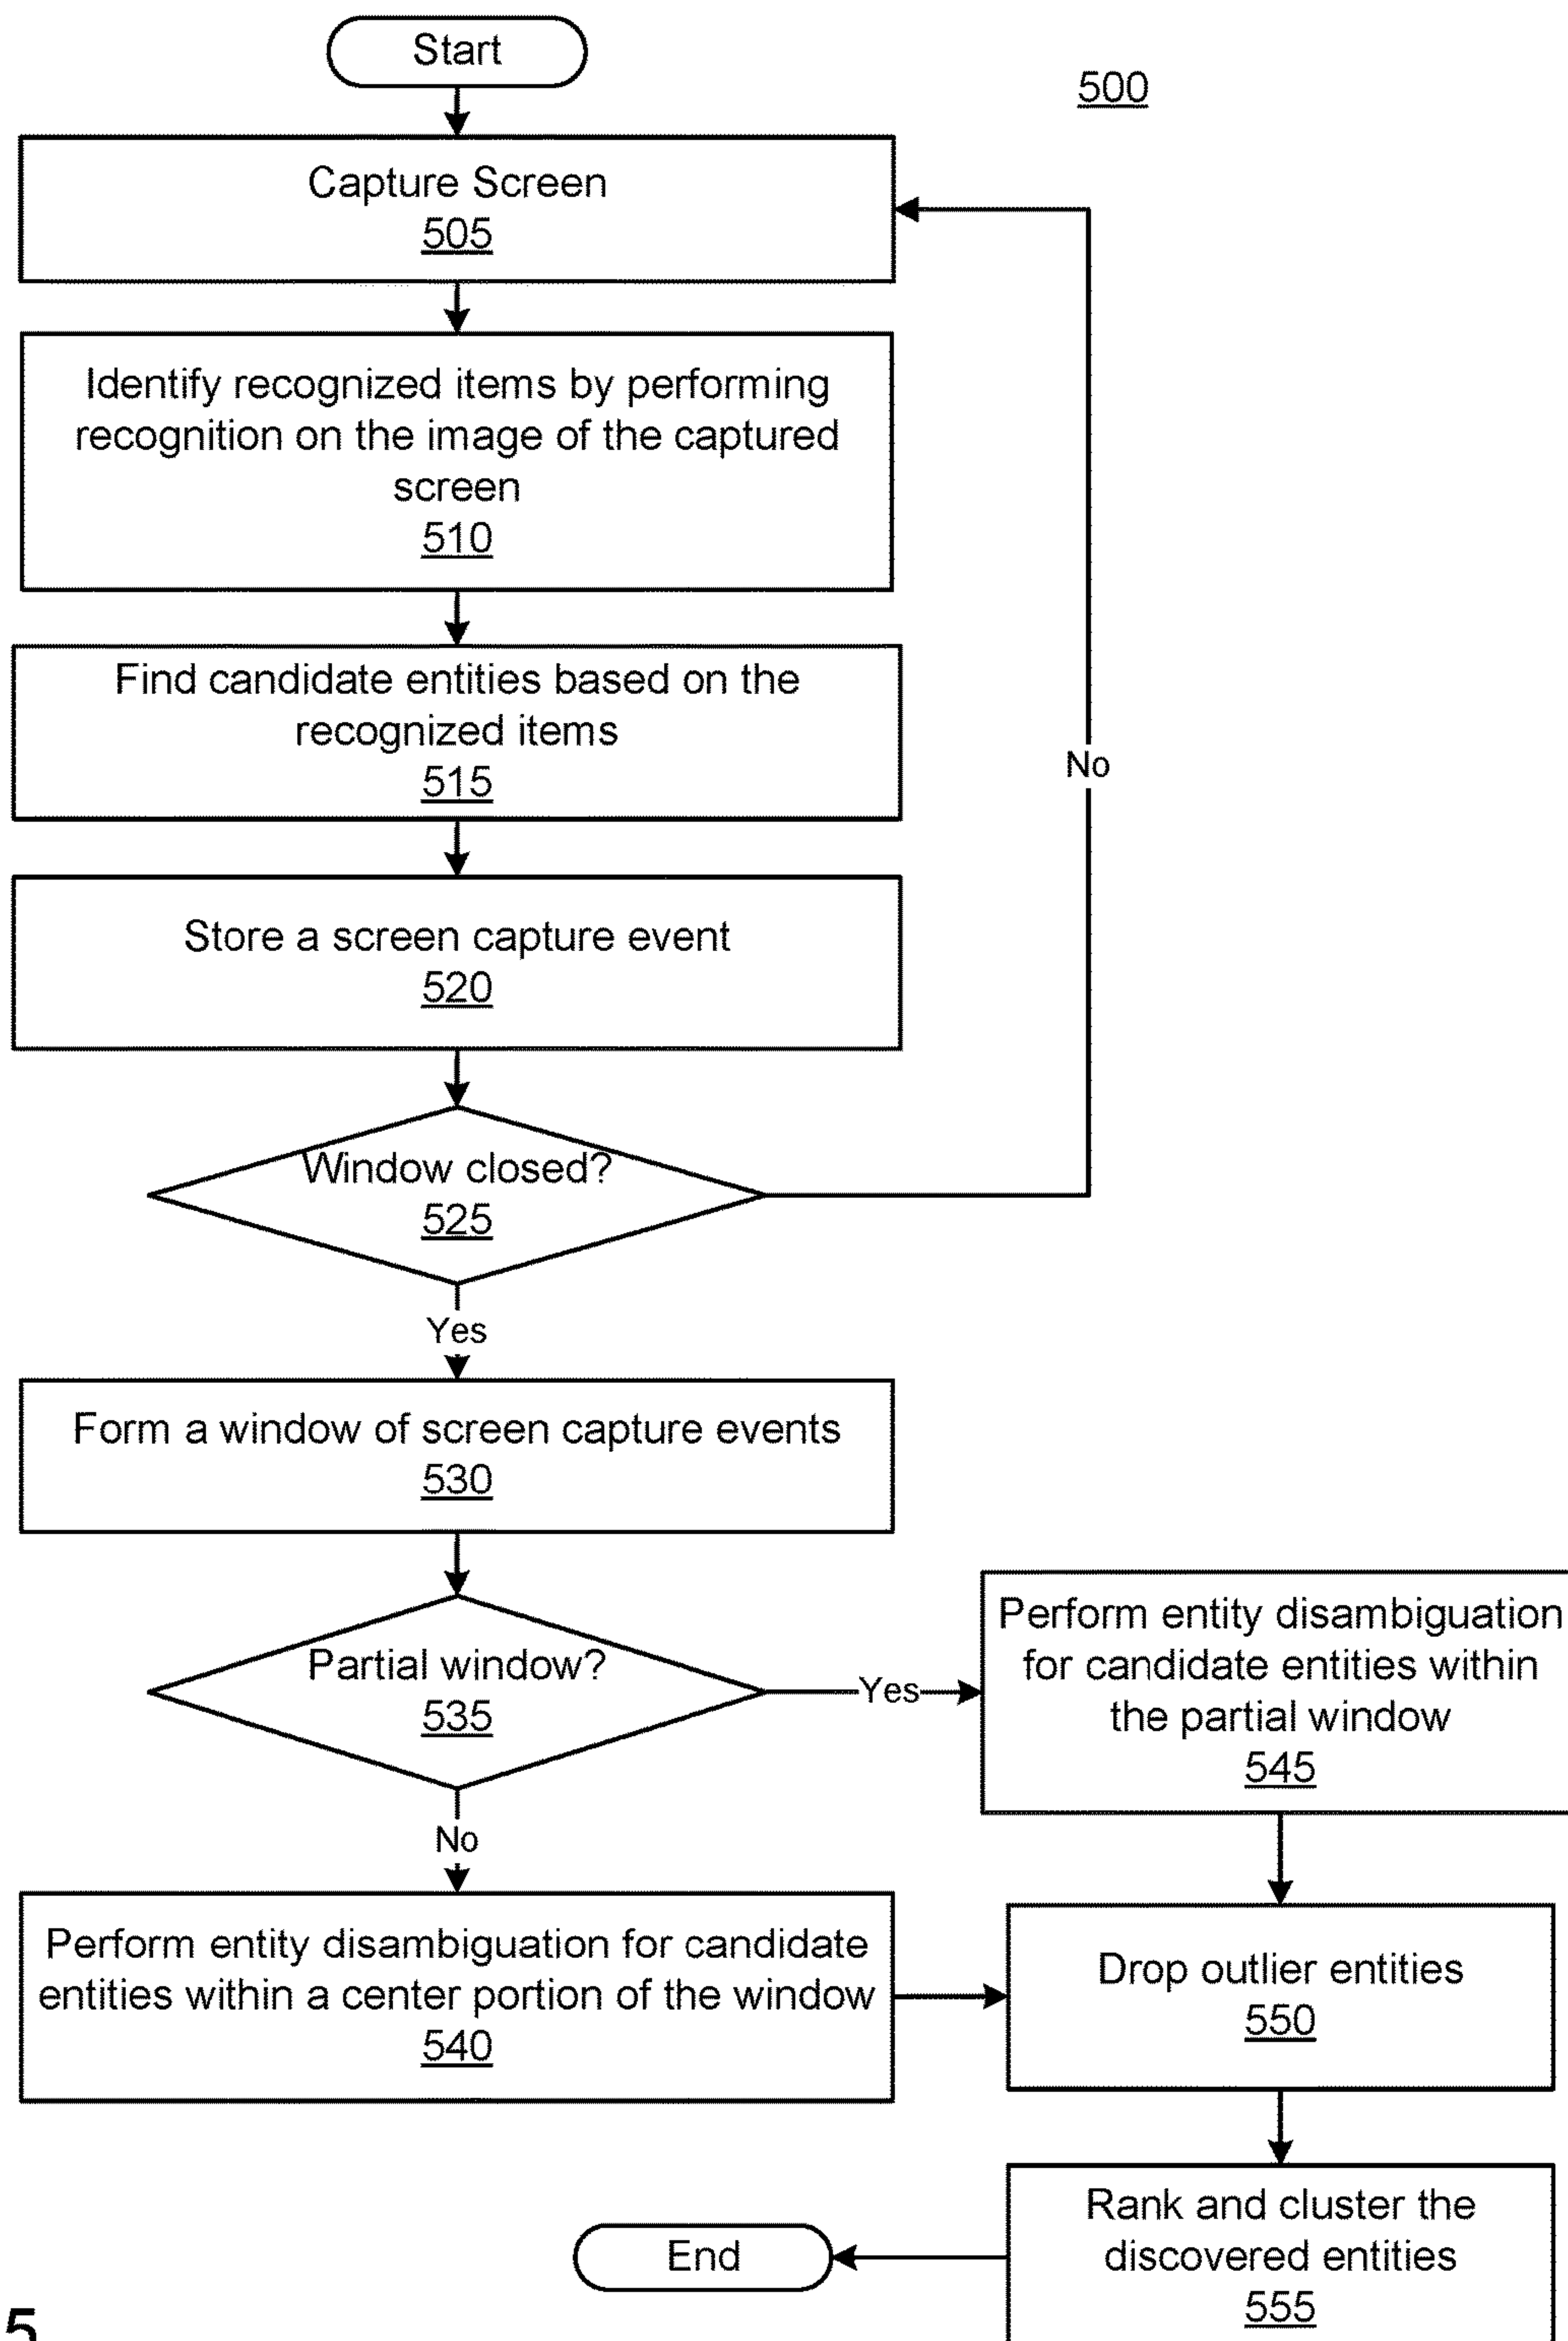 Start
500
Capture Screen
505
Identify recognized items by performing
recognition on the image of the captured
screen
510
Find candidate entities based on the
recognized items
515
No
Store a screen capture event
520
Window closed?
525
Yes
Form a window of screen capture events
530
Partial window?
535
Yes
Perform entity disambiguation
for candidate entities within
the partial window
545
No
Perform entity disambiguation for candidate
entities within a center portion of the window
540
Drop outlier entities
550
Rank and cluster the
discovered entities
555
End
5